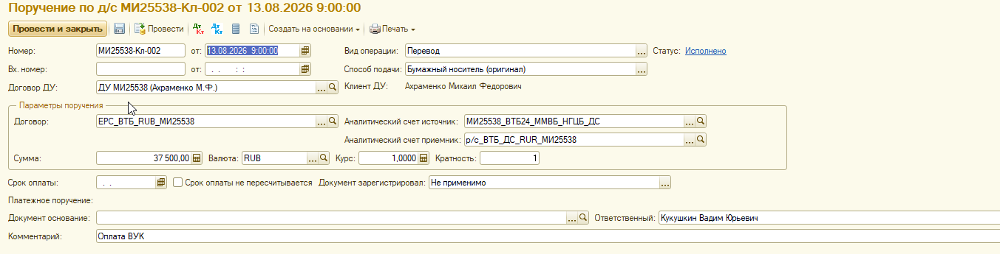 Поручение по д/с МИ25538-Кл-002 от 13.08.2026 9:00:00
Провести и закрыть Провести Дт Кт Дт Кт Создать на основании Печать
Номер: МИ25538-Кл-002 от: 13.08.2026 9:00:00 Вид операции: Перевод ... Статус: Исполнено
Вх. номер: от: . . : : Способ подачи: Бумажный носитель (оригинал) ...
Договор ДУ: ДУ МИ25538 (Ахраменко М.Ф.) ... Клиент ДУ: Ахраменко Михаил Федорович
Параметры поручения
Договор: ЕРС_ВТБ_RUB_МИ25538 ... Аналитический счет источник: МИ25538_ВТБ24_ММВБ_НГЦБ_ДС ...
Аналитический счет приемник: р/с_ВТБ_ДС_RUR_МИ25538 ...
Сумма: 37 500,00 Валюта: RUB ... Курс: 1,0000 Кратность: 1
Срок оплаты: . . Срок оплаты не пересчитывается Документ зарегистрировал: Не применимо ...
Платежное поручение:
Документ основание: ... Ответственный: Кукушкин Вадим Юрьевич
Комментарий: Оплата ВУК